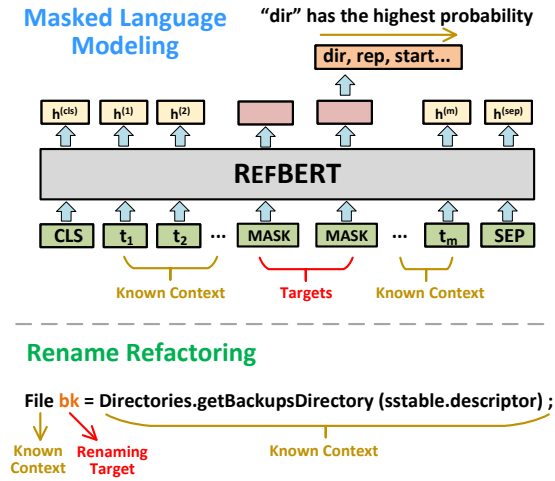 Masked Language Modeling
“dir” has the highest probability
dir, rep, start...
h(cls) h(1) h(2) h(m) h(sep)
REFBERT
CLS t1 t2 ... MASK MASK ... tm SEP
Known Context Targets Known Context
Rename Refactoring
File bk = Directories.getBackupsDirectory (sstable.descriptor) ;
Known Context
Renaming Target
Known Context